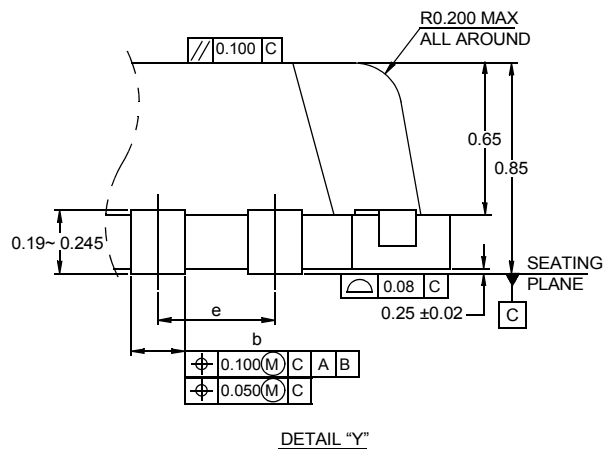 R0.200 MAX
ALL AROUND
// 0.100 C
0.65
0.85
0.19~ 0.245
SEATING
PLANE
⌓ 0.08 C
0.25 ±0.02
C
e
b
⌖ 0.100 Ⓜ C A B
⌖ 0.050 Ⓜ C
DETAIL “Y”